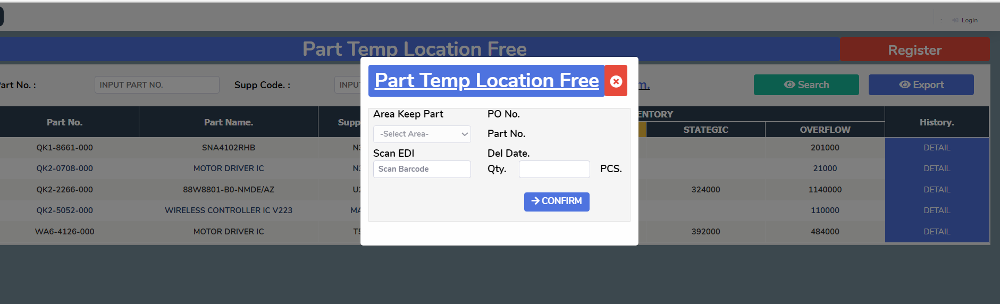 : LogIn
Part Temp Location Free
Register
art No. :
INPUT PART NO.
Supp Code. :
INPU
m.
Search
Export
Part No.
Part Name.
Supp
ENTORY
STATEGIC
OVERFLOW
History.
QK1-8661-000
SNA4102RHB
N3
201000
DETAIL
QK2-0708-000
MOTOR DRIVER IC
N3
21000
DETAIL
QK2-2266-000
88W8801-B0-NMDE/AZ
U2
324000
1140000
DETAIL
QK2-5052-000
WIRELESS CONTROLLER IC V223
MA
110000
DETAIL
WA6-4126-000
MOTOR DRIVER IC
T5
392000
484000
DETAIL
Part Temp Location Free
Area Keep Part
PO No.
-Select Area-
Part No.
Scan EDI
Del Date.
Scan Barcode
Qty.
PCS.
CONFIRM